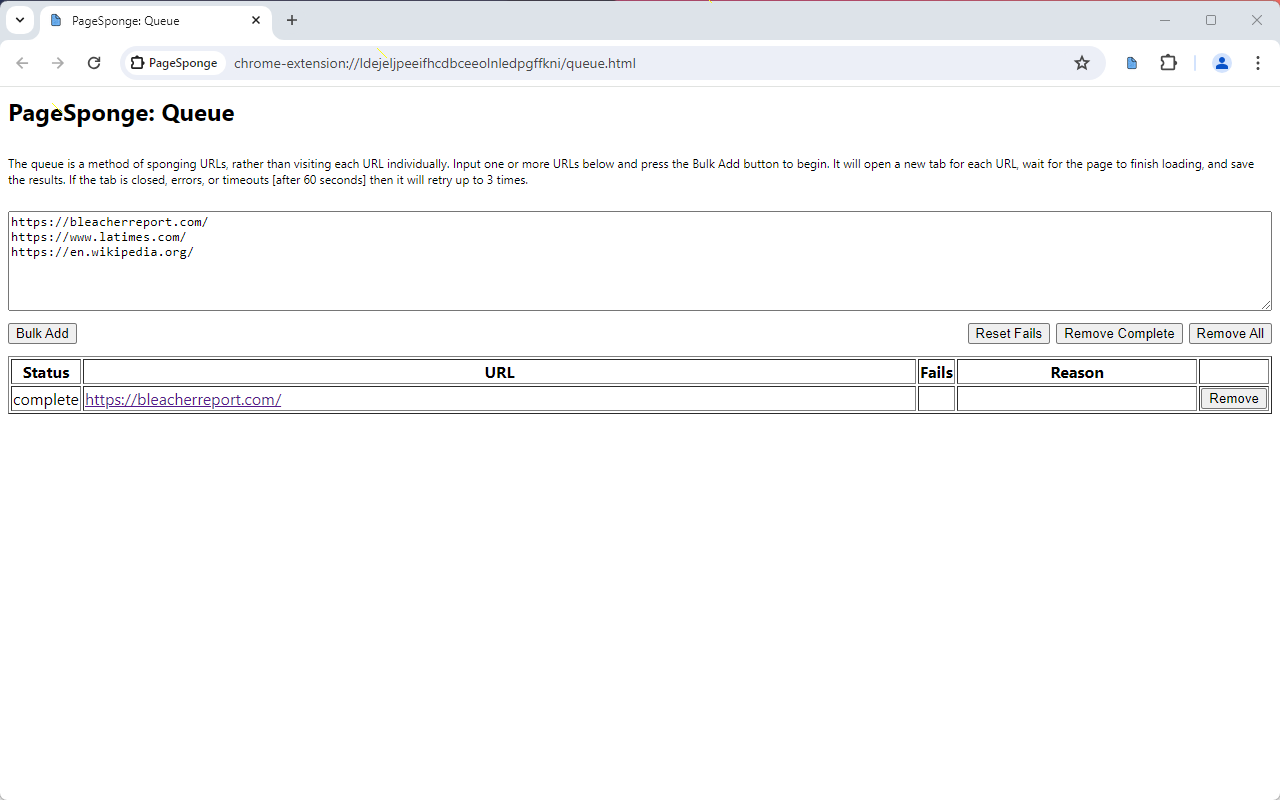 PageSponge: Queue
PageSponge
chrome-extension://ldejeljpeeifhcdbceeolnledpgffkni/queue.html
PageSponge: Queue
The queue is a method of sponging URLs, rather than visiting each URL individually. Input one or more URLs below and press the Bulk Add button to begin. It will open a new tab for each URL, wait for the page to finish loading, and save
the results. If the tab is closed, errors, or timeouts [after 60 seconds] then it will retry up to 3 times.
https://bleacherreport.com/
https://www.latimes.com/
https://en.wikipedia.org/
Bulk Add Reset Fails Remove Complete Remove All
Status URL Fails Reason
complete https://bleacherreport.com/ Remove